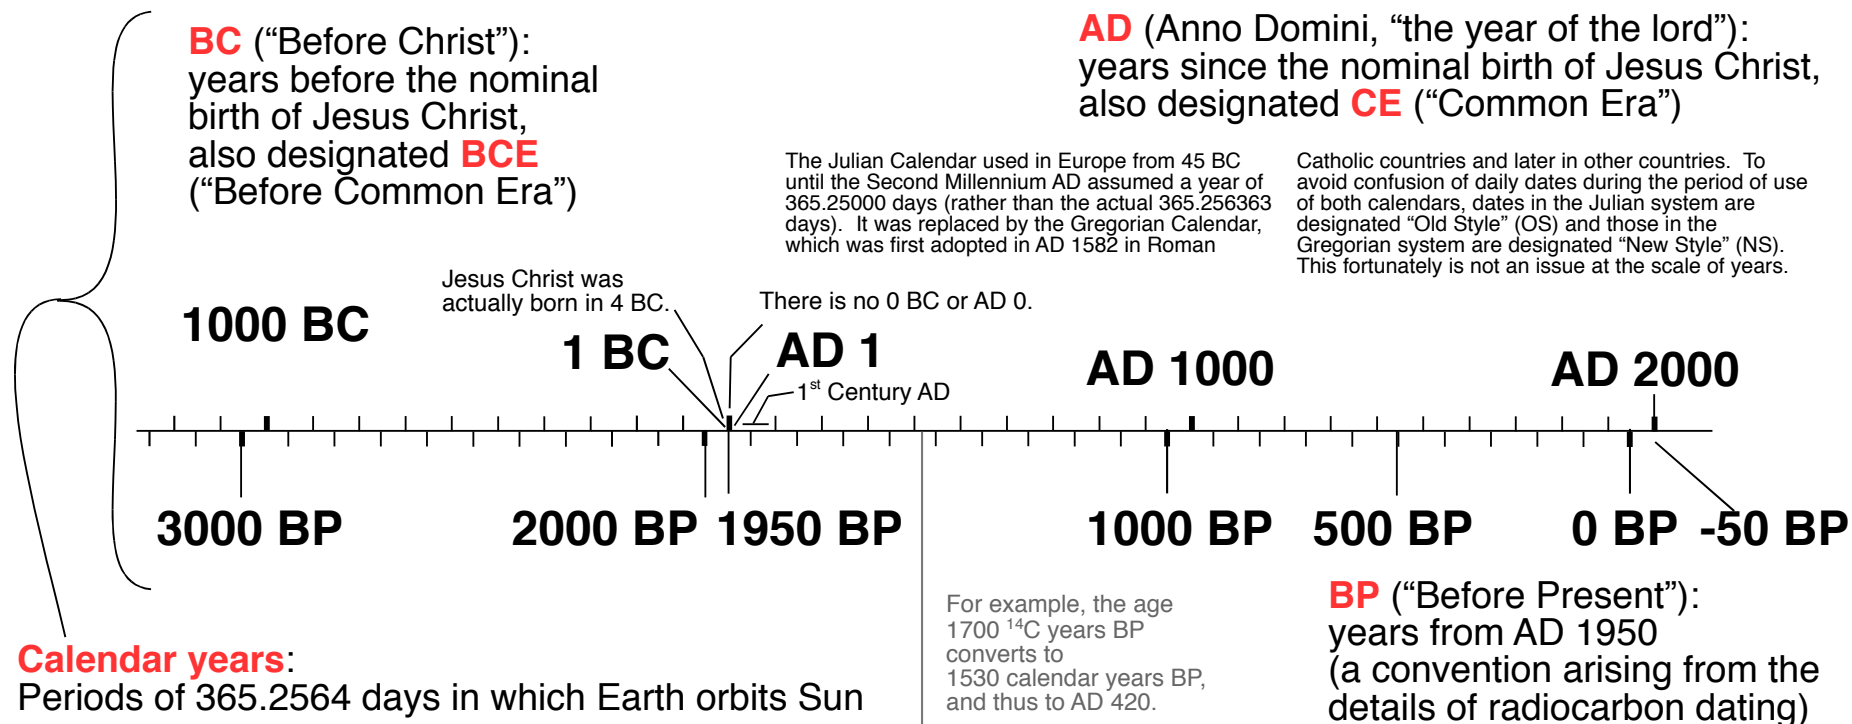 BC (“Before Christ”):
years before the nominal
birth of Jesus Christ,
also designated BCE
(“Before Common Era”)
AD (Anno Domini, “the year of the lord”):
years since the nominal birth of Jesus Christ,
also designated CE (“Common Era”)
The Julian Calendar used in Europe from 45 BC
until the Second Millennium AD assumed a year of
365.25000 days (rather than the actual 365.256363
days).  It was replaced by the Gregorian Calendar,
which was first adopted in AD 1582 in Roman
Catholic countries and later in other countries.  To
avoid confusion of daily dates during the period of use
of both calendars, dates in the Julian system are
designated “Old Style” (OS) and those in the
Gregorian system are designated “New Style” (NS).
This fortunately is not an issue at the scale of years.
Jesus Christ was
actually born in 4 BC.
There is no 0 BC or AD 0.
1000 BC
1 BC
AD 1
1st Century AD
AD 1000
AD 2000
3000 BP
2000 BP
1950 BP
1000 BP
500 BP
0 BP
-50 BP
For example, the age
1700 14C years BP
converts to
1530 calendar years BP,
and thus to AD 420.
BP (“Before Present”):
years from AD 1950
(a convention arising from the
details of radiocarbon dating)
Calendar years:
Periods of 365.2564 days in which Earth orbits Sun